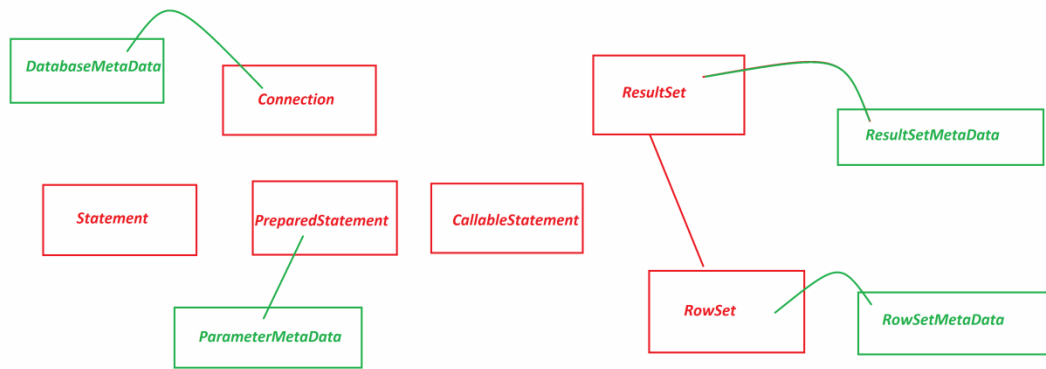 DatabaseMetaData
Connection
ResultSet
ResultSetMetaData
Statement
PreparedStatement
CallableStatement
ParameterMetaData
RowSet
RowSetMetaData